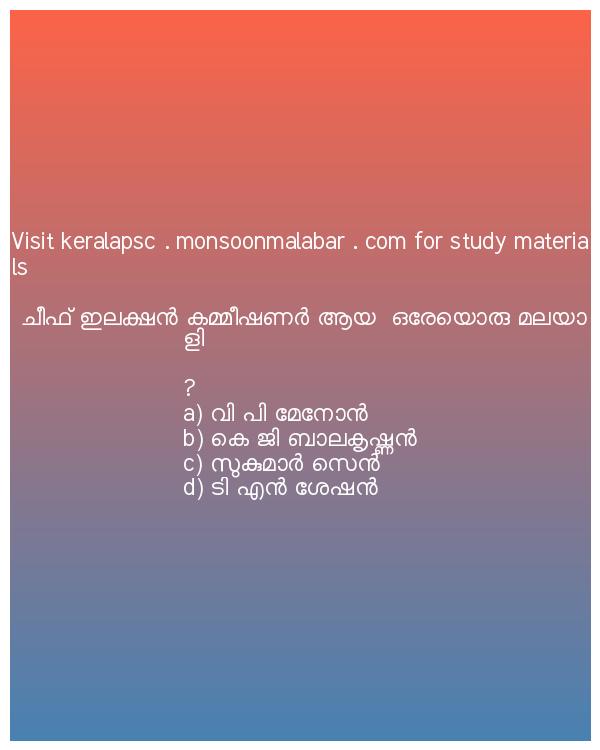 Visit keralapsc . monsoonmalabar . com for study materia
ls
ചീഫ് ഇലക്ഷൻ കമ്മീഷണർ ആയ  ഒരേയൊരു മലയാ
ളി
?
a) വി പി മേനോൻ
b) കെ ജി ബാലകൃഷ്ണൻ
c) സുകുമാർ സെൻ
d) ടി എൻ ശേഷൻ